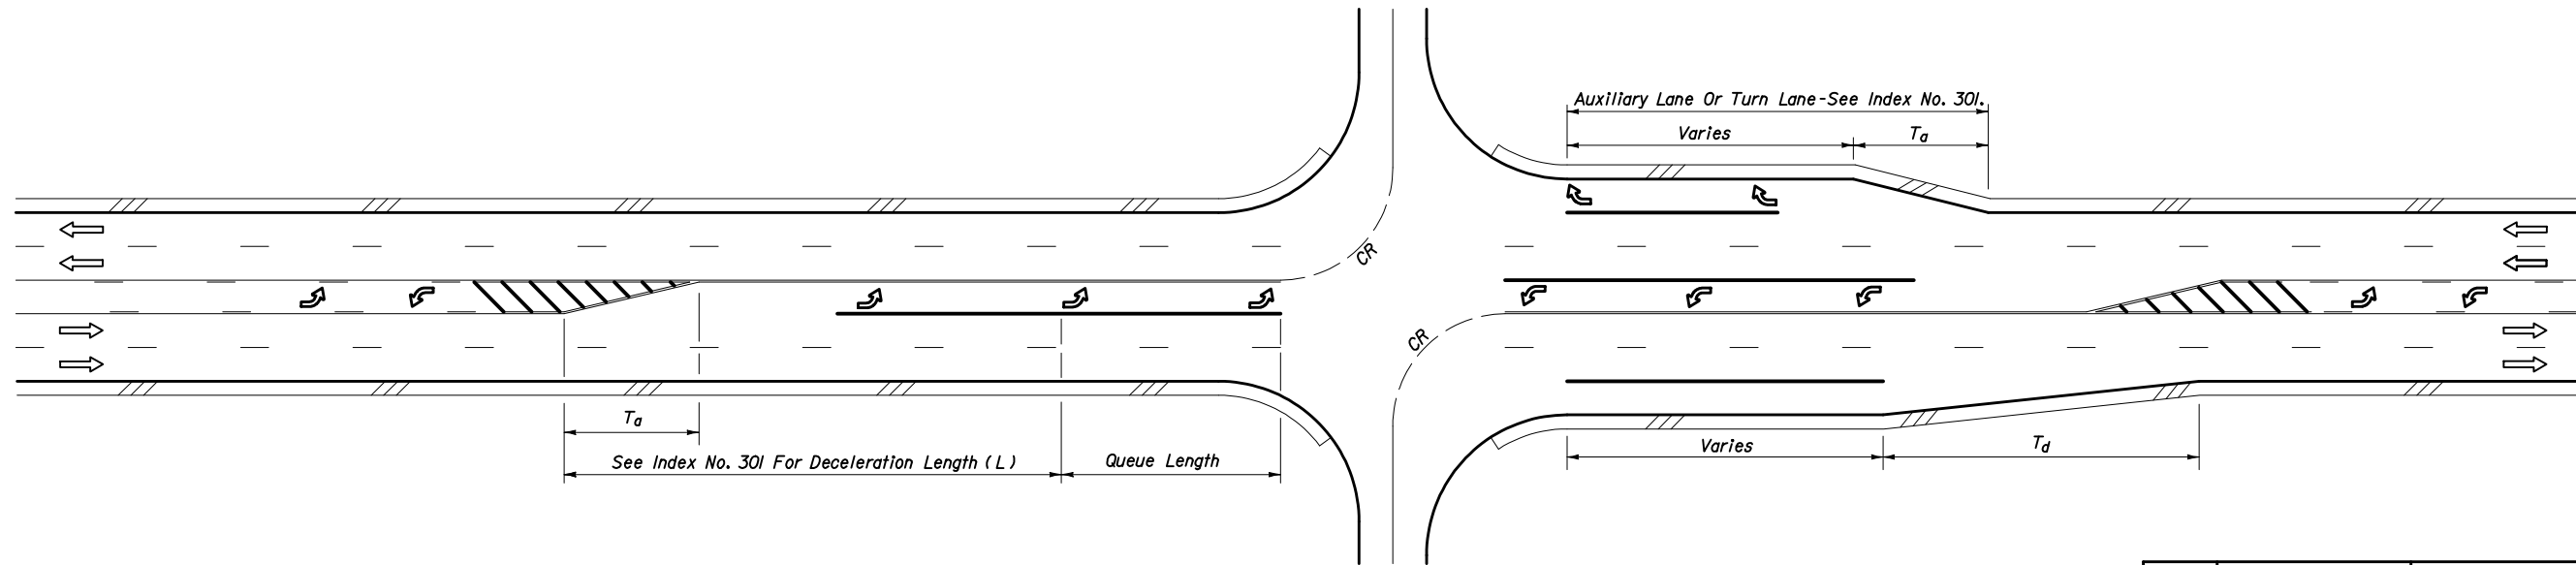 Auxiliary Lane Or Turn Lane-See Index No. 301.
Varies
Ta
CR
CR
Ta
See Index No. 301 For Deceleration Length (L)
Queue Length
Varies
Td